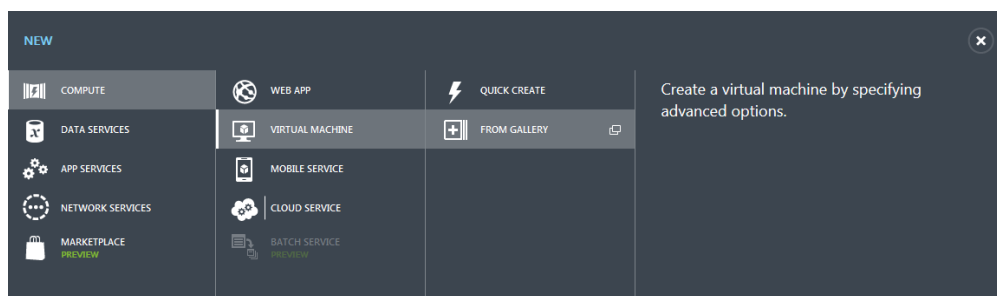 NEW
COMPUTE
DATA SERVICES
APP SERVICES
NETWORK SERVICES
MARKETPLACE
PREVIEW
WEB APP
VIRTUAL MACHINE
MOBILE SERVICE
CLOUD SERVICE
BATCH SERVICE
PREVIEW
QUICK CREATE
FROM GALLERY
Create a virtual machine by specifying
advanced options.